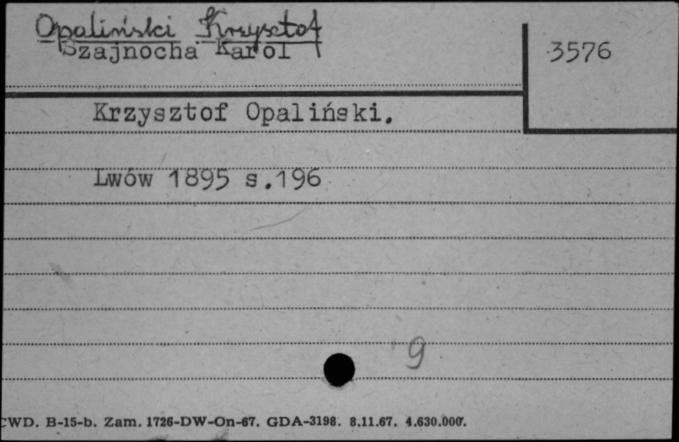 Opaliński Krzysztof
Szajnocha Karol
3576
Krzysztof Opaliński.
Lwów 1895 s.196
9
CWD. B-15-b. Zam. 1726-DW-On-67. GDA-3198. 8.11.67. 4.630.000.